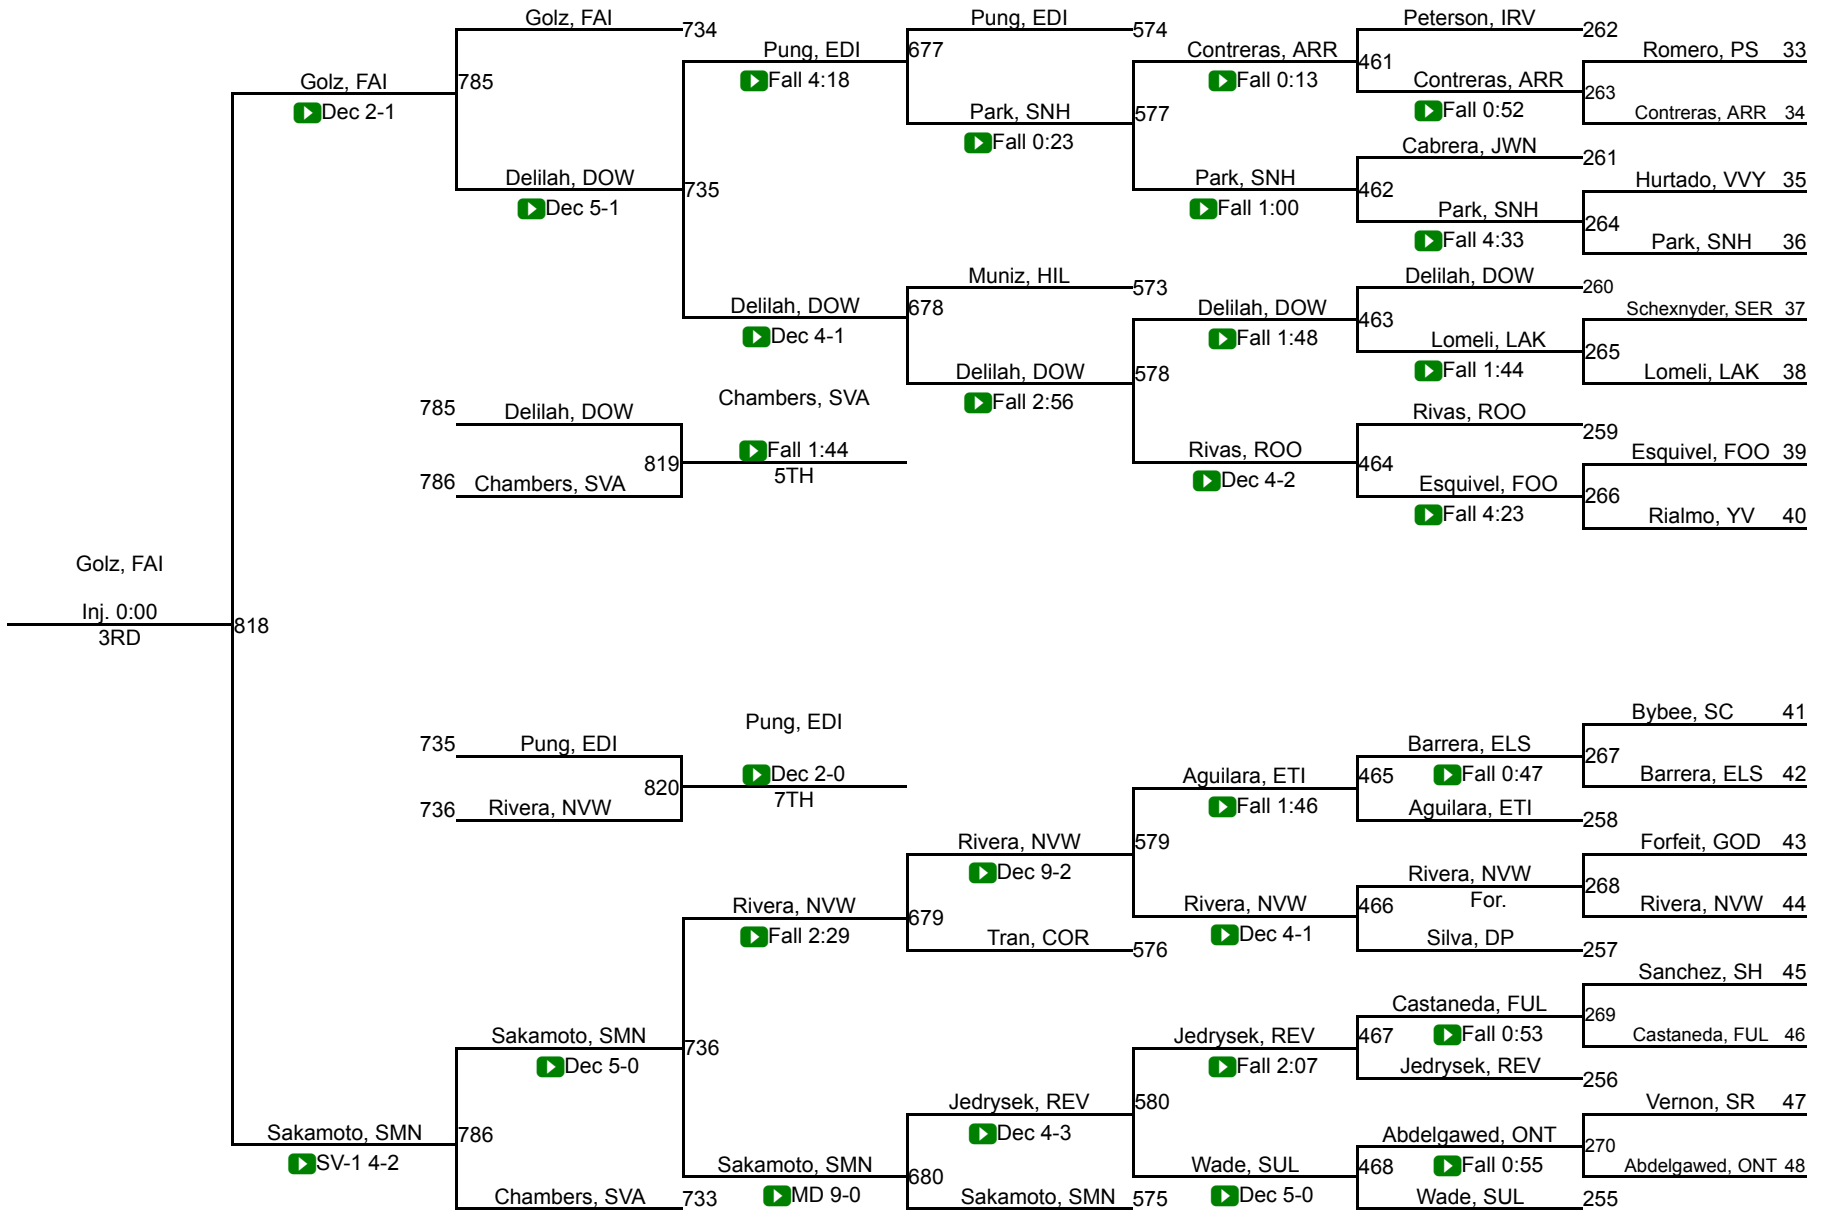 Golz, FAI
734
Pung, EDI
574
Peterson, IRV
262
Romero, PS 33
Pung, EDI
677
Contreras, ARR
461
Fall 4:18
Fall 0:13
Contreras, ARR
263
Golz, FAI
785
Dec 2-1
Park, SNH
577
Fall 0:52
Contreras, ARR 34
Fall 0:23
Cabrera, JWN
261
Delilah, DOW
735
Park, SNH
462
Hurtado, VVY 35
Dec 5-1
Fall 1:00
Park, SNH
264
Fall 4:33
Park, SNH 36
Muniz, HIL
573
Delilah, DOW
260
Delilah, DOW
678
Delilah, DOW
463
Schexnyder, SER 37
Dec 4-1
Fall 1:48
Lomeli, LAK
265
Delilah, DOW
578
Fall 1:44
Lomeli, LAK 38
Chambers, SVA
Fall 2:56
785
Delilah, DOW
Rivas, ROO
259
Fall 1:44
Rivas, ROO
464
Esquivel, FOO 39
819
5TH
Dec 4-2
786
Chambers, SVA
Esquivel, FOO
266
Fall 4:23
Rialmo, YV 40
Golz, FAI
Inj. 0:00
818
3RD
Bybee, SC 41
Pung, EDI
735
Pung, EDI
Barrera, ELS
267
Dec 2-0
Aguilara, ETI
465
Fall 0:47
Barrera, ELS 42
820
7TH
Fall 1:46
736
Rivera, NVW
Aguilara, ETI
258
Rivera, NVW
579
Forfeit, GOD 43
Dec 9-2
Rivera, NVW
268
Rivera, NVW
679
Rivera, NVW
466
For.
Rivera, NVW 44
Fall 2:29
Tran, COR
576
Dec 4-1
Silva, DP
257
Sanchez, SH 45
Castaneda, FUL
269
Sakamoto, SMN
736
Jedrysek, REV
467
Fall 0:53
Castaneda, FUL 46
Dec 5-0
Fall 2:07
Jedrysek, REV
256
Jedrysek, REV
580
Vernon, SR 47
Sakamoto, SMN
786
Dec 4-3
Abdelgawed, ONT
270
SV-1 4-2
Sakamoto, SMN
680
Wade, SUL
468
Fall 0:55
Abdelgawed, ONT 48
Chambers, SVA
733
MD 9-0
Sakamoto, SMN
575
Dec 5-0
Wade, SUL
255